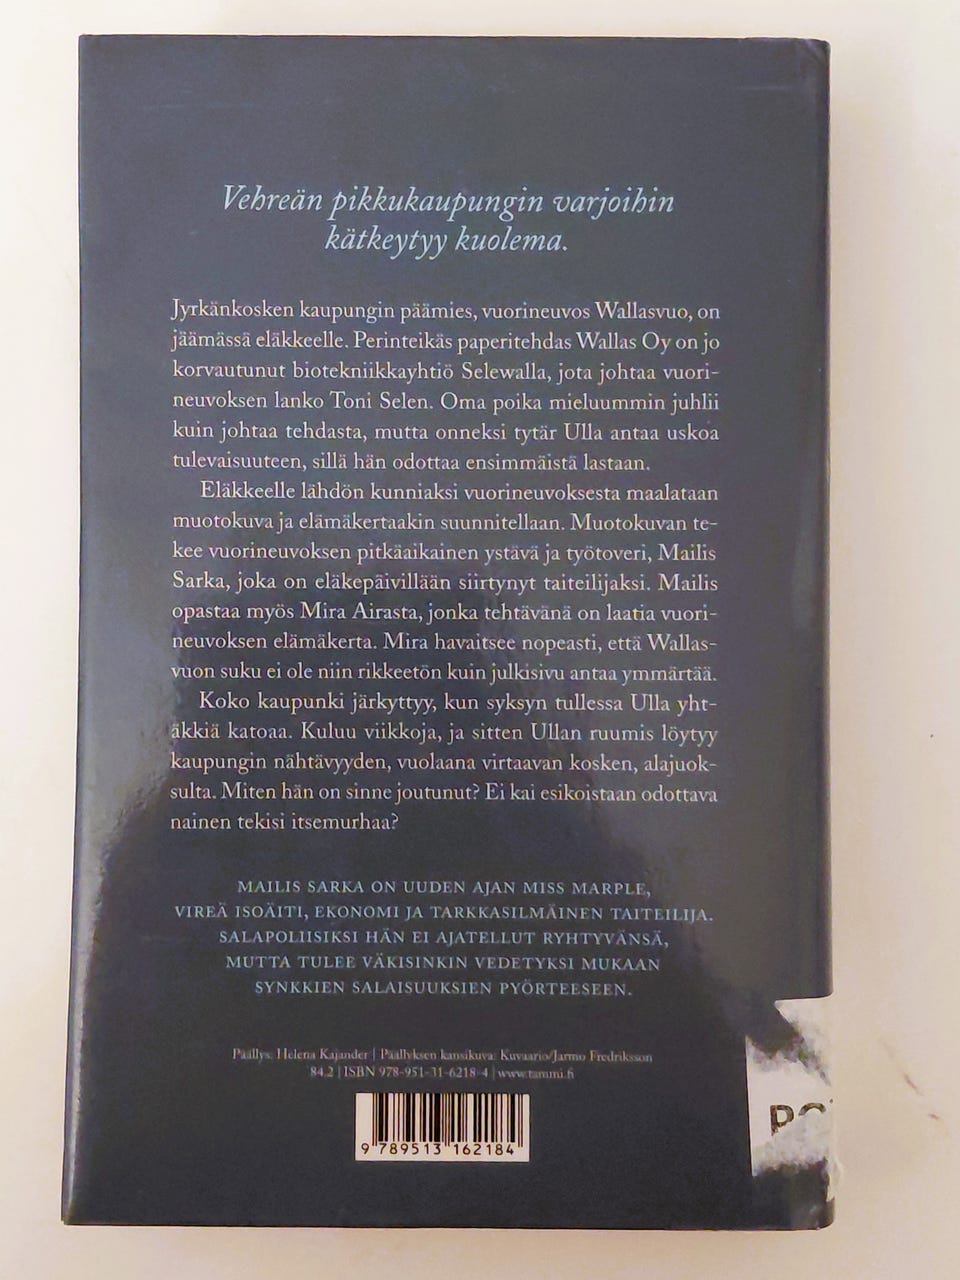 Vehreän pikkukaupungin varjoihin
kätkeytyy kuolema.
Jyrkänkosken kaupungin päämies, vuorineuvos Wallasvuo, on
jäämässä eläkkeelle. Perinteikäs paperitehdas Wallas Oy on jo
korvautunut biotekniikkayhtiö Selewalla, jota johtaa vuori-
neuvoksen lanko Toni Selen. Oma poika mieluummin juhlii
kuin johtaa tehdasta, mutta onneksi tytär Ulla antaa uskoa
tulevaisuuteen, sillä hän odottaa ensimmäistä lastaan.
Eläkkeelle lähdön kunniaksi vuorineuvoksesta maalataan
muotokuva ja elämäkertaakin suunnitellaan. Muotokuvan te-
kee vuorineuvoksen pitkäaikainen ystävä ja työtoveri, Mailis
Sarka, joka on eläkepäivillään siirtynyt taiteilijaksi. Mailis
opastaa myös Mira Airasta, jonka tehtävänä on laatia vuori-
neuvoksen elämäkerta. Mira havaitsee nopeasti, että Wallas-
vuon suku ei ole niin rikkeetön kuin julkisivu antaa ymmärtää.
Koko kaupunki järkyttyy, kun syksyn tullessa Ulla yht-
äkkiä katoaa. Kuluu viikkoja, ja sitten Ullan ruumis löytyy
kaupungin nähtävyyden, vuolaana virtaavan kosken, alajuok-
sulta. Miten hän on sinne joutunut? Ei kai esikoistaan odottava
nainen tekisi itsemurhaa?
MAILIS SARKA ON UUDEN AJAN MISS MARPLE,
VIREÄ ISOÄITI, EKONOMI JA TARKKASILMÄINEN TAITEILIJA.
SALAPOLIISIKSI HÄN EI AJATELLUT RYHTYVÄNSÄ,
MUTTA TULEE VÄKISINKIN VEDETYKSI MUKAAN
SYNKKIEN SALAISUUKSIEN PYÖRTEESEEN.
Päällys: Helena Kajander | Päällyksen kansikuva: Kuvaario/Jarmo Fredriksson
84.2 | ISBN 978-951-31-6218-4 | www.tammi.fi
9 789513 162184